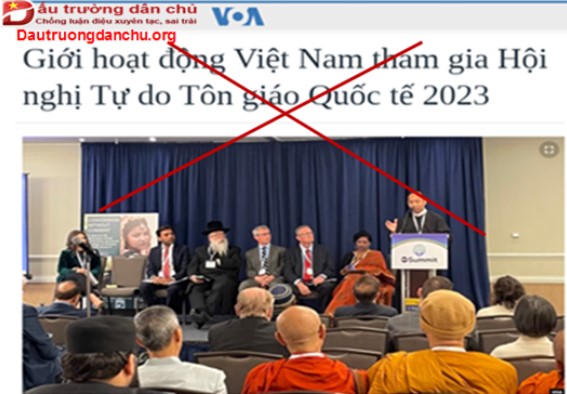 Đấu trường dân chủ
Chống luận điệu xuyên tạc, sai trái
VOA
Dautruongdanchu.org
Giới hoạt động Việt Nam tham gia Hội
nghị Tự do Tôn giáo Quốc tế 2023
Summit